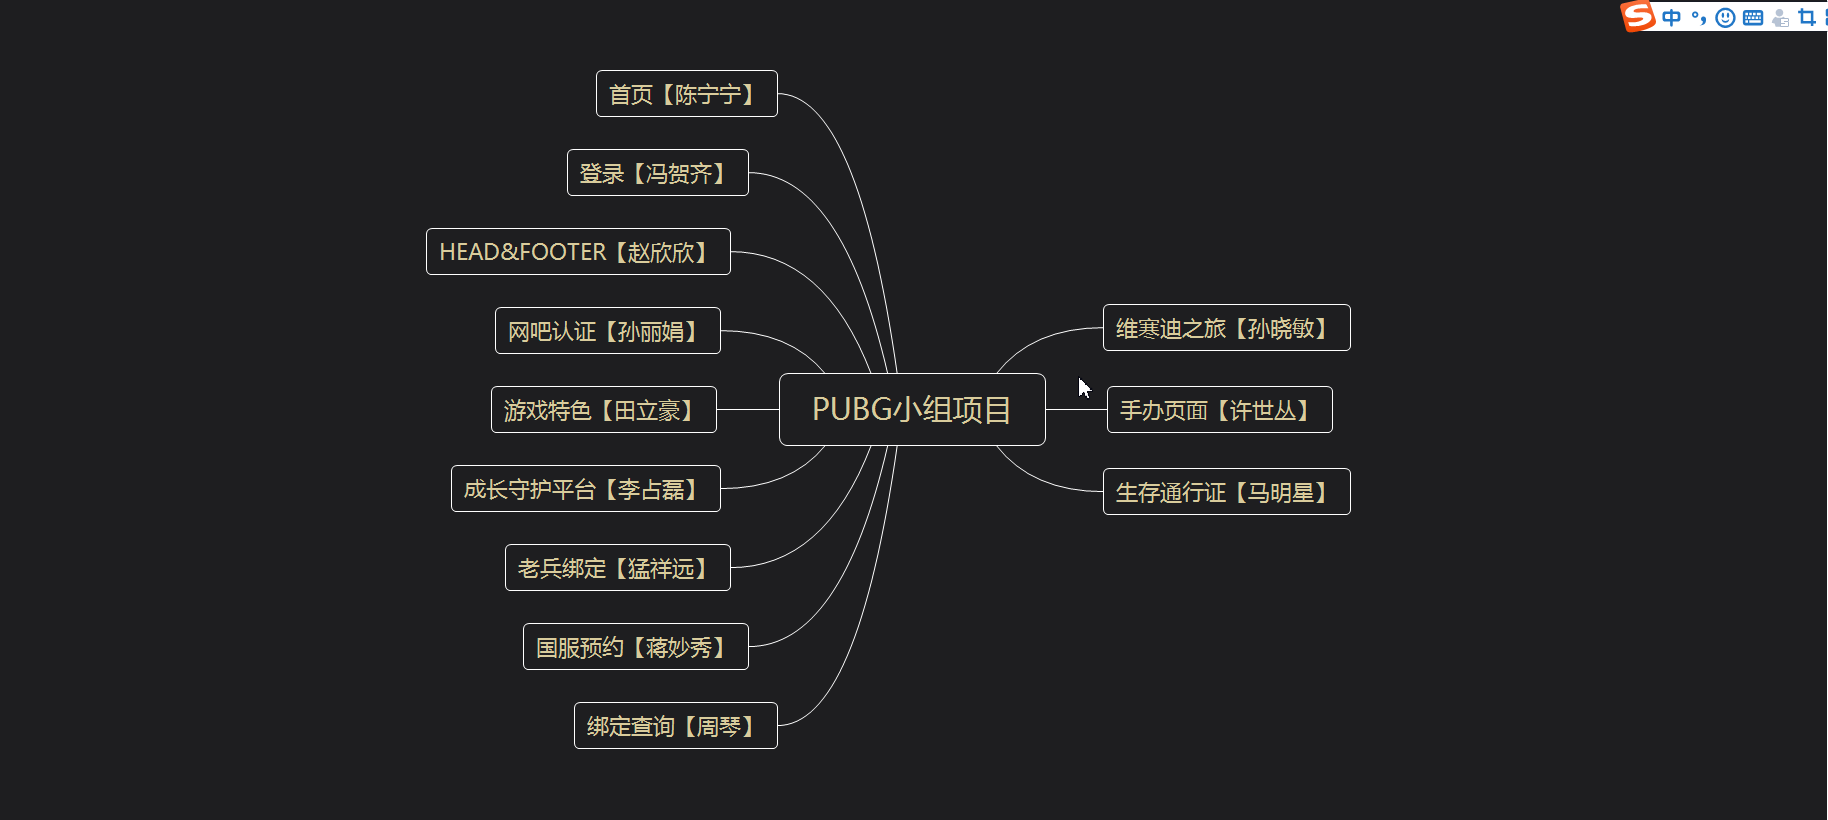 首页【陈宁宁】
登录【冯贺齐】
HEAD&FOOTER【赵欣欣】
网吧认证【孙丽娟】
游戏特色【田立豪】
成长守护平台【李占磊】
老兵绑定【猛祥远】
国服预约【蒋妙秀】
绑定查询【周琴】
PUBG小组项目
维寒迪之旅【孙晓敏】
手办页面【许世丛】
生存通行证【马明星】
S中